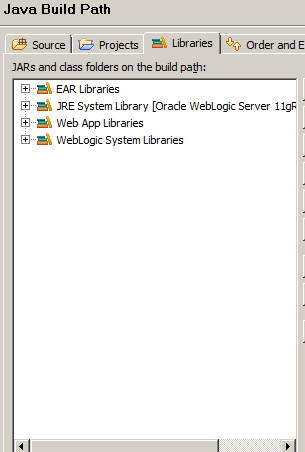 Java Build Path
Source Projects Libraries Order and E
JARs and class folders on the build path:
EAR Libraries
JRE System Library [Oracle WebLogic Server 11gR
Web App Libraries
WebLogic System Libraries